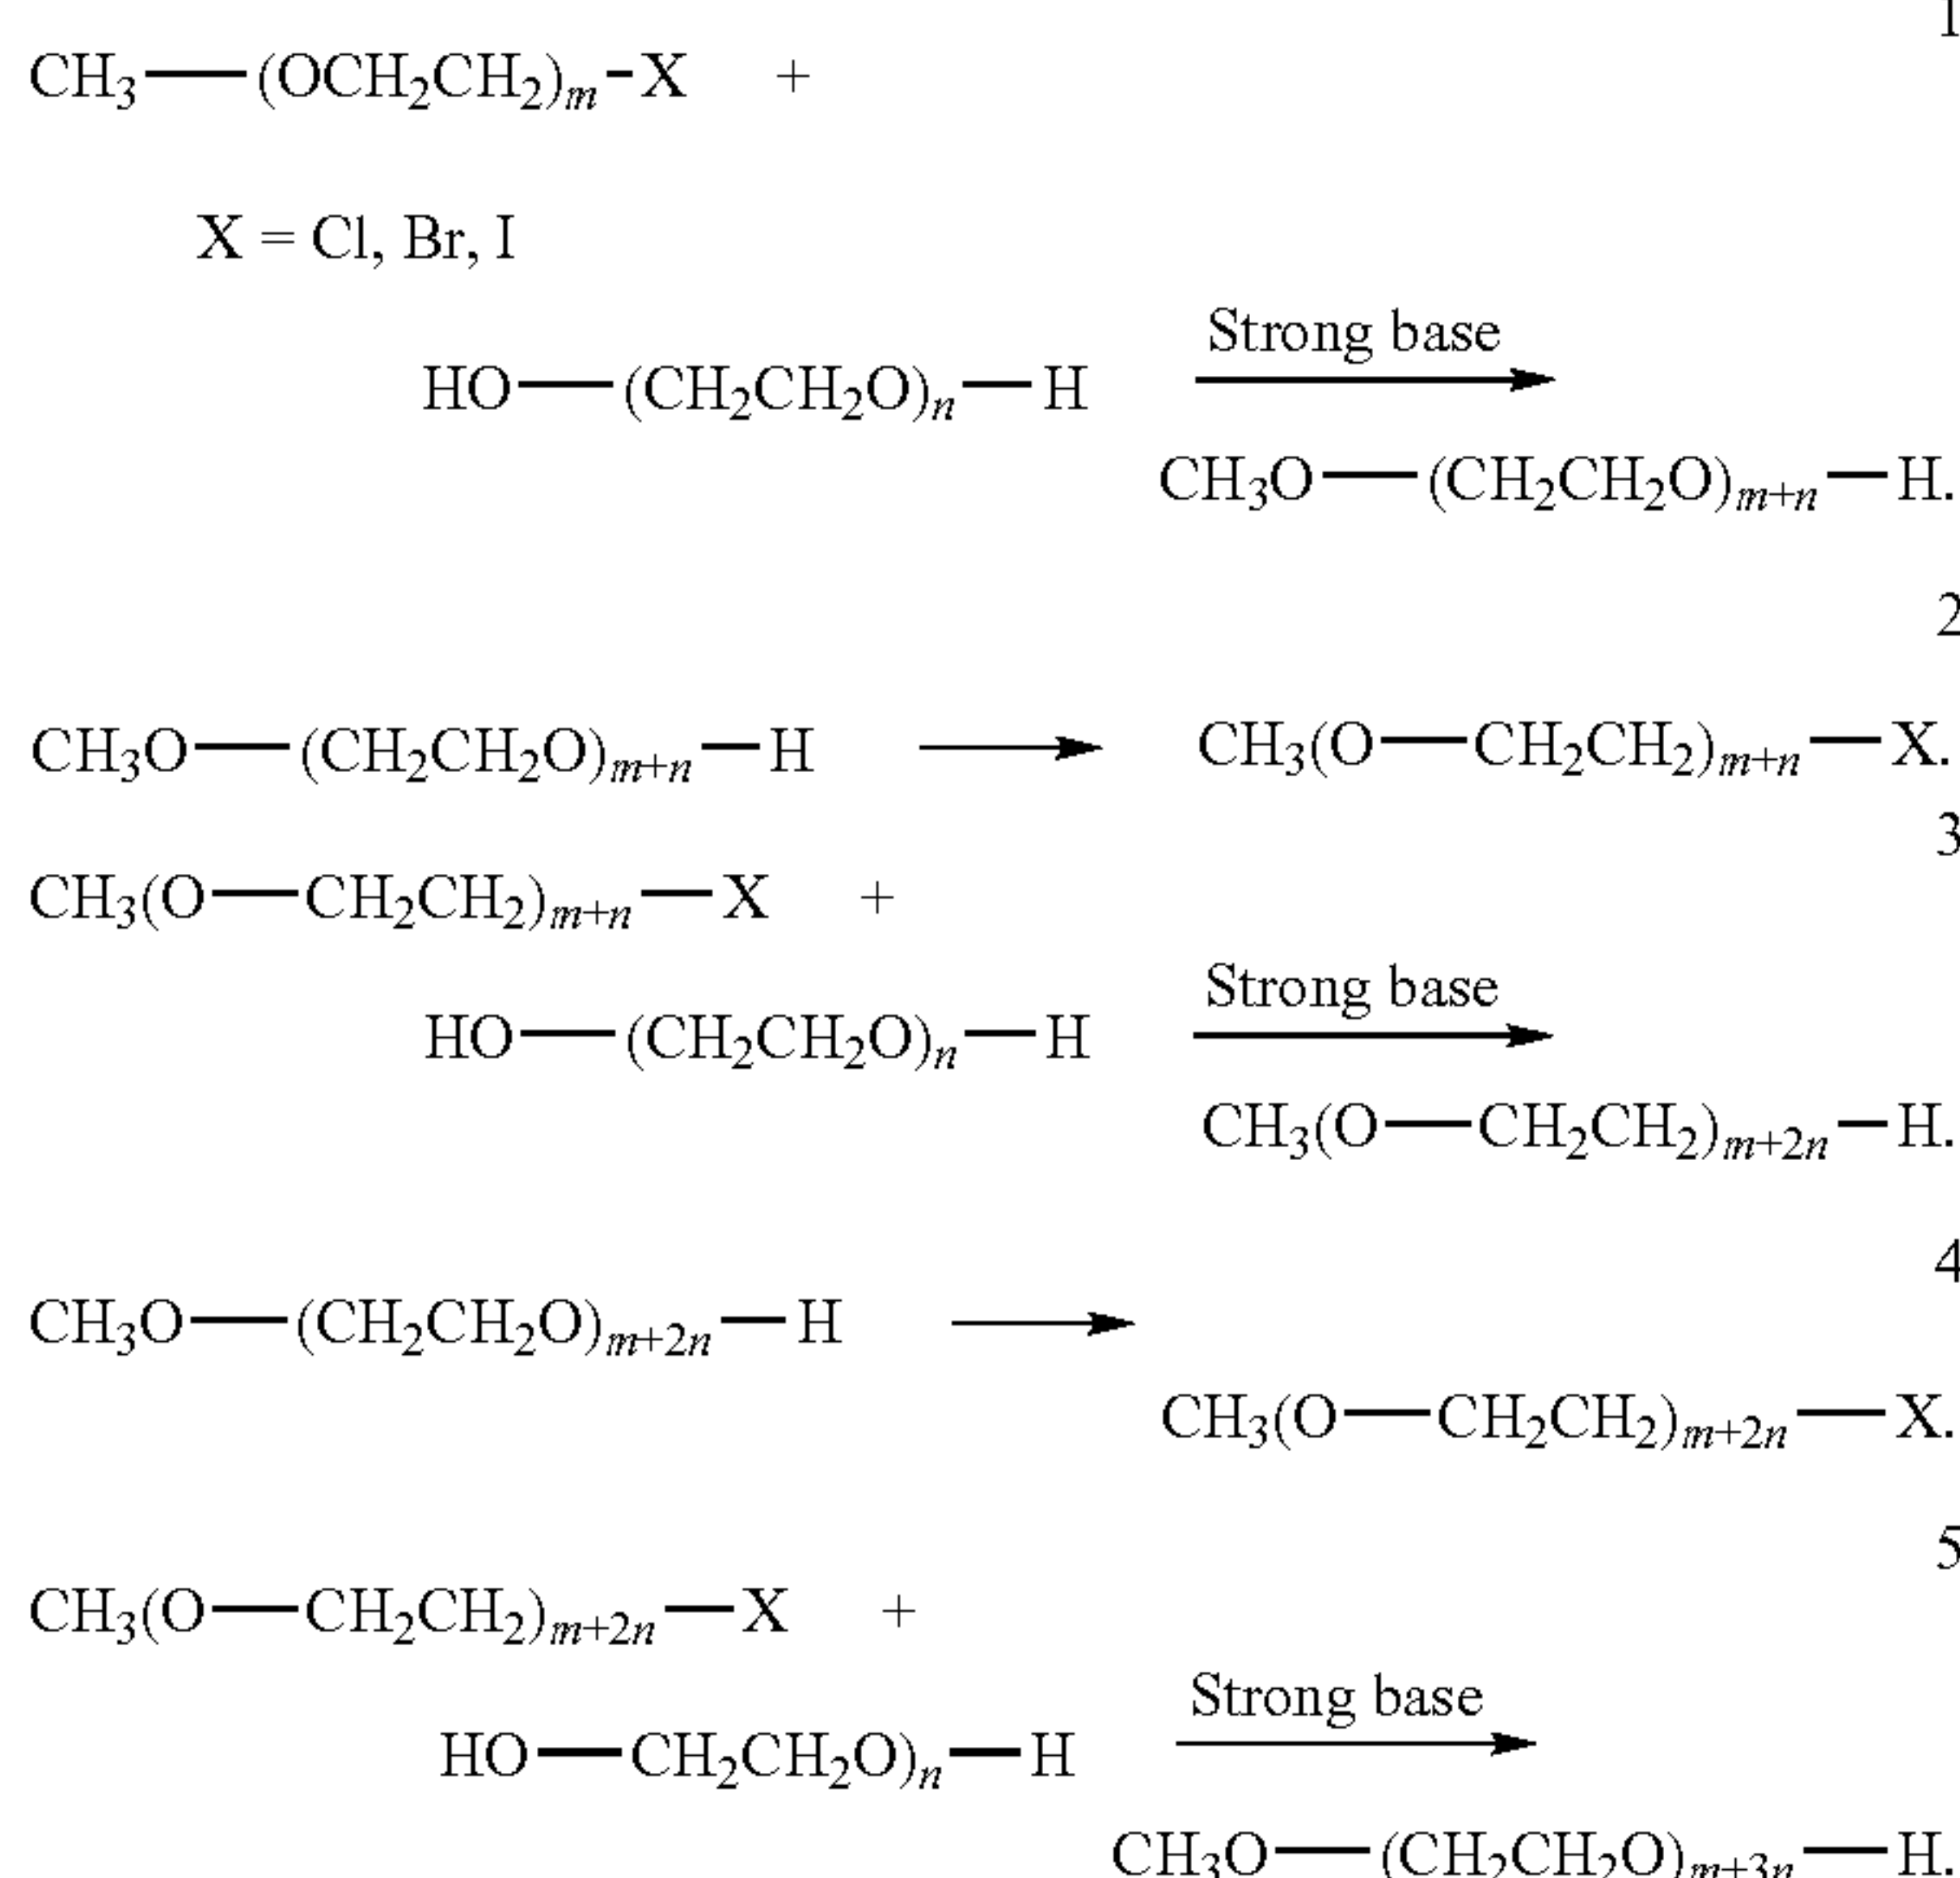 1
CH₃—(OCH₂CH₂)ₘ-X +
X = Cl, Br, I
Strong base
HO—(CH₂CH₂O)ₙ—H
CH₃O—(CH₂CH₂O)ₘ₊ₙ—H.
2
CH₃O—(CH₂CH₂O)ₘ₊ₙ—H → CH₃(O—CH₂CH₂)ₘ₊ₙ—X.
3
CH₃(O—CH₂CH₂)ₘ₊ₙ—X +
Strong base
HO—(CH₂CH₂O)ₙ—H
CH₃(O—CH₂CH₂)ₘ₊₂ₙ—H.
4
CH₃O—(CH₂CH₂O)ₘ₊₂ₙ—H →
CH₃(O—CH₂CH₂)ₘ₊₂ₙ—X.
5
CH₃(O—CH₂CH₂)ₘ₊₂ₙ—X +
Strong base
HO—CH₂CH₂O)ₙ—H
CH₃O—(CH₂CH₂O)ₘ₊₃ₙ—H.